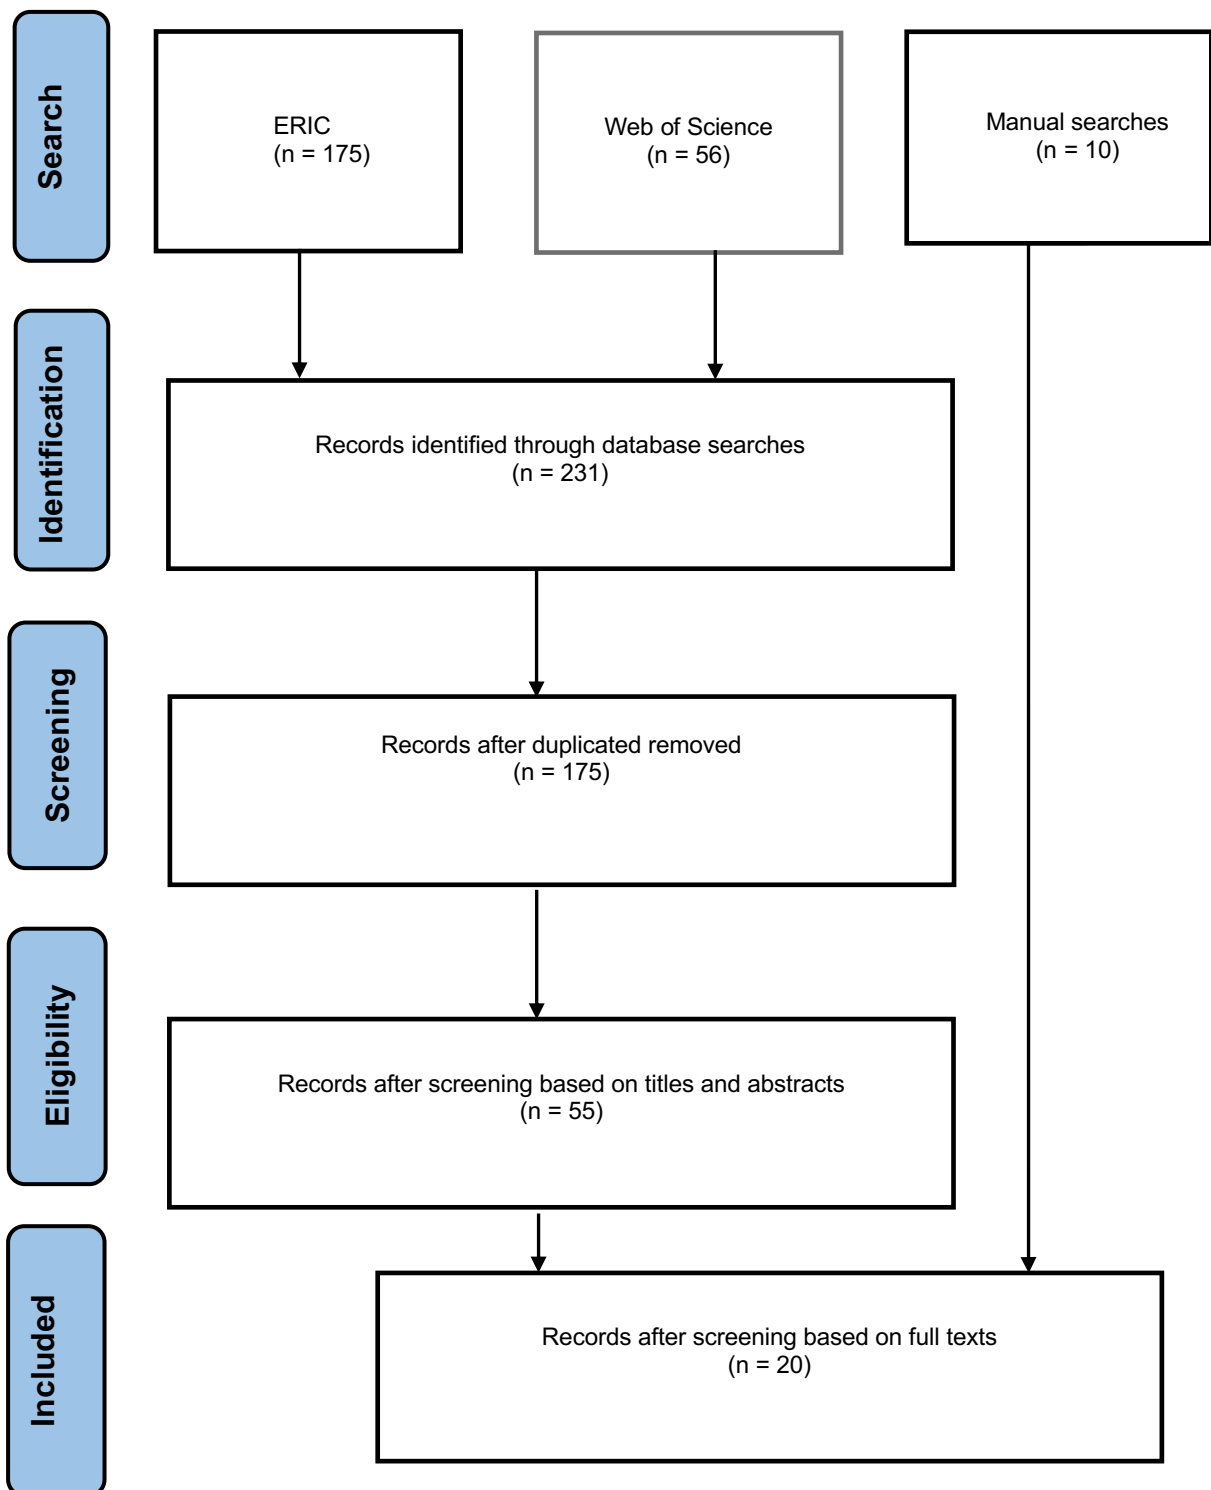 Search
ERIC
(n = 175)
Web of Science
(n = 56)
Manual searches
(n = 10)
Identification
Records identified through database searches
(n = 231)
Screening
Records after duplicated removed
(n = 175)
Eligibility
Records after screening based on titles and abstracts
(n = 55)
Included
Records after screening based on full texts
(n = 20)